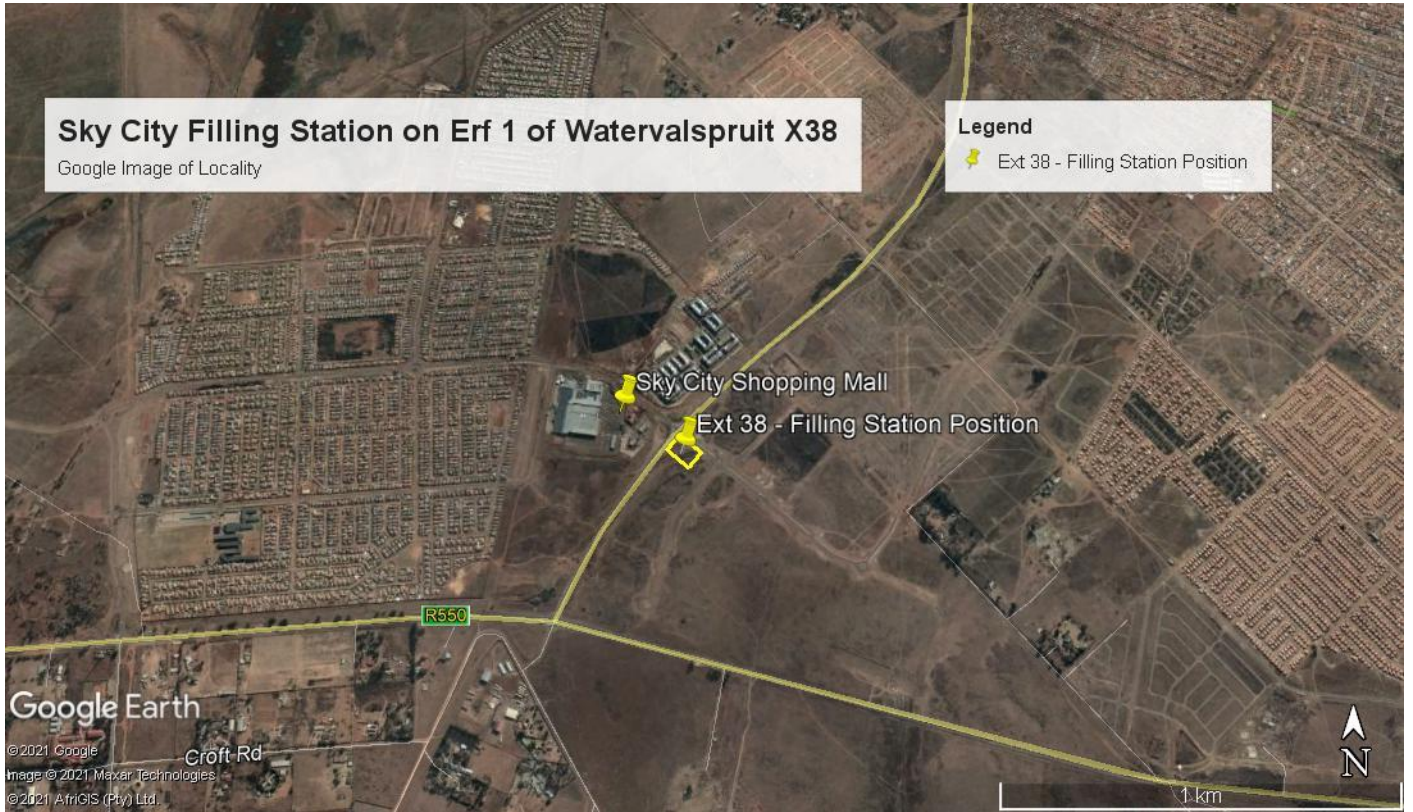 Sky City Filling Station on Erf 1 of Watervalspruit X38
Google Image of Locality
Legend
Ext 38 - Filling Station Position
Sky City Shopping Mall
Ext 38 - Filling Station Position
R550
Google Earth
©2021 Google
Image © 2021 Maxar Technologies
©2021 AfriGIS (Pty) Ltd.
Croft Rd
N
1 km